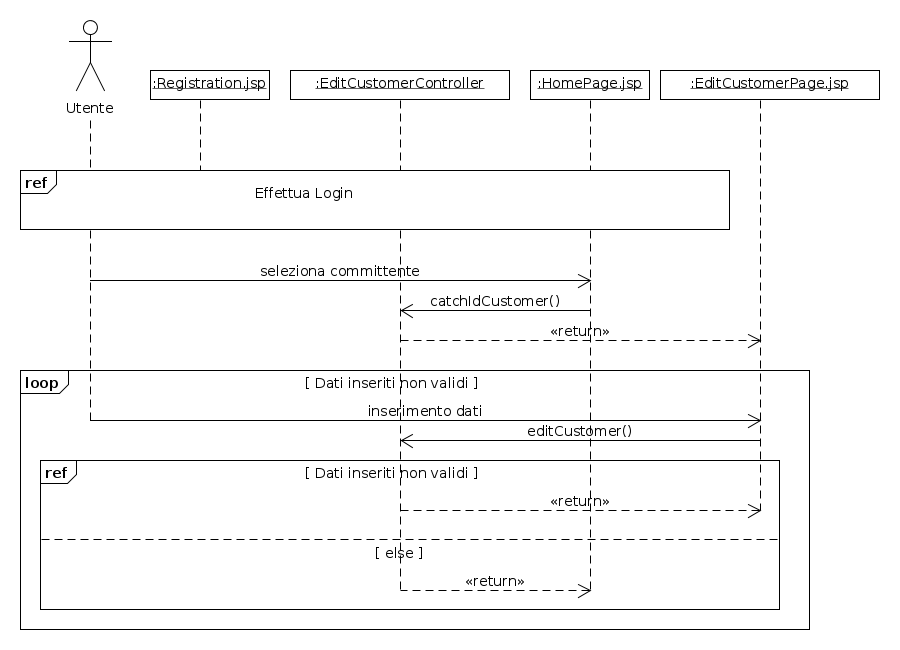 Utente
:Registration.jsp
:EditCustomerController
:HomePage.jsp
:EditCustomerPage.jsp
ref
Effettua Login
seleziona committente
catchIdCustomer()
«return»
loop
[ Dati inseriti non validi ]
inserimento dati
editCustomer()
ref
[ Dati inseriti non validi ]
«return»
[ else ]
«return»